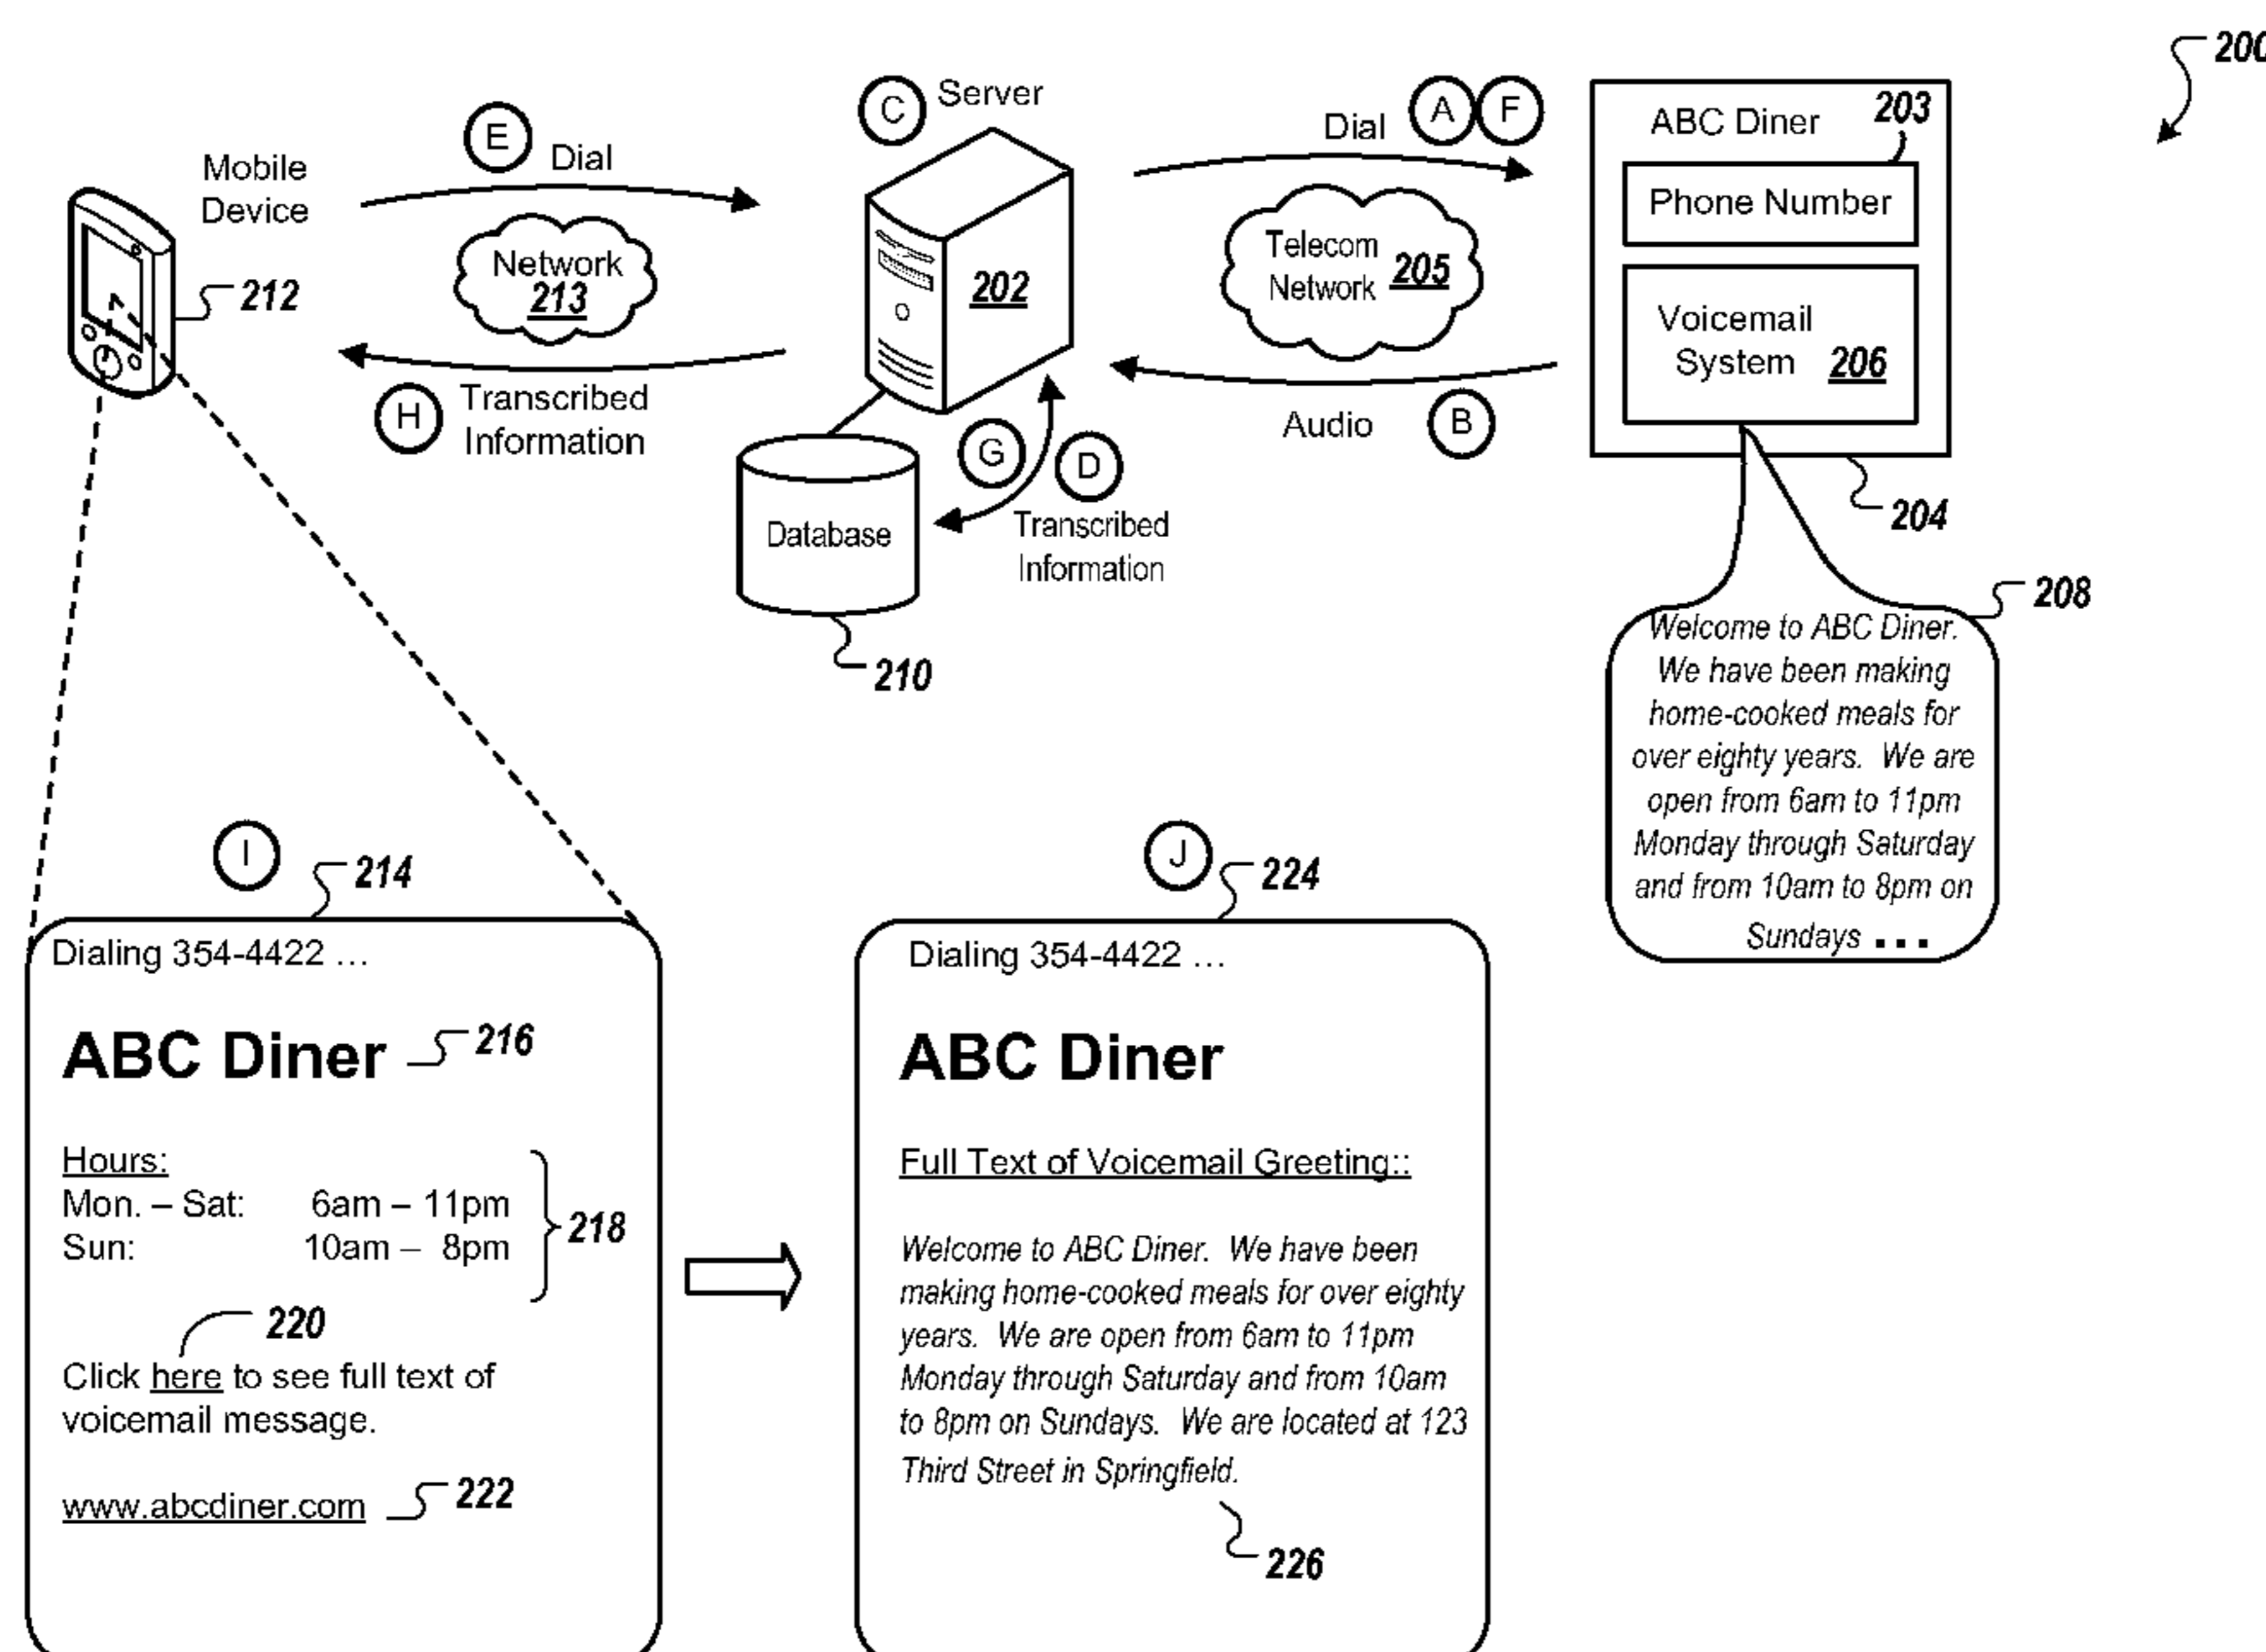 200
Mobile
Device
212
E
Dial
Network
213
H
Transcribed
Information
C
Server
202
G
D
Transcribed
Information
Database
210
Dial
A
F
Telecom
Network 205
Audio
B
ABC Diner
203
Phone Number
Voicemail
System 206
204
208
Welcome to ABC Diner.
We have been making
home-cooked meals for
over eighty years. We are
open from 6am to 11pm
Monday through Saturday
and from 10am to 8pm on
Sundays ...
I
214
Dialing 354-4422 ...
ABC Diner
216
Hours:
Mon. – Sat: 6am – 11pm
Sun: 10am – 8pm
218
220
Click here to see full text of
voicemail message.
www.abcdiner.com
222
J
224
Dialing 354-4422 ...
ABC Diner
Full Text of Voicemail Greeting::
Welcome to ABC Diner. We have been
making home-cooked meals for over eighty
years. We are open from 6am to 11pm
Monday through Saturday and from 10am
to 8pm on Sundays. We are located at 123
Third Street in Springfield.
226